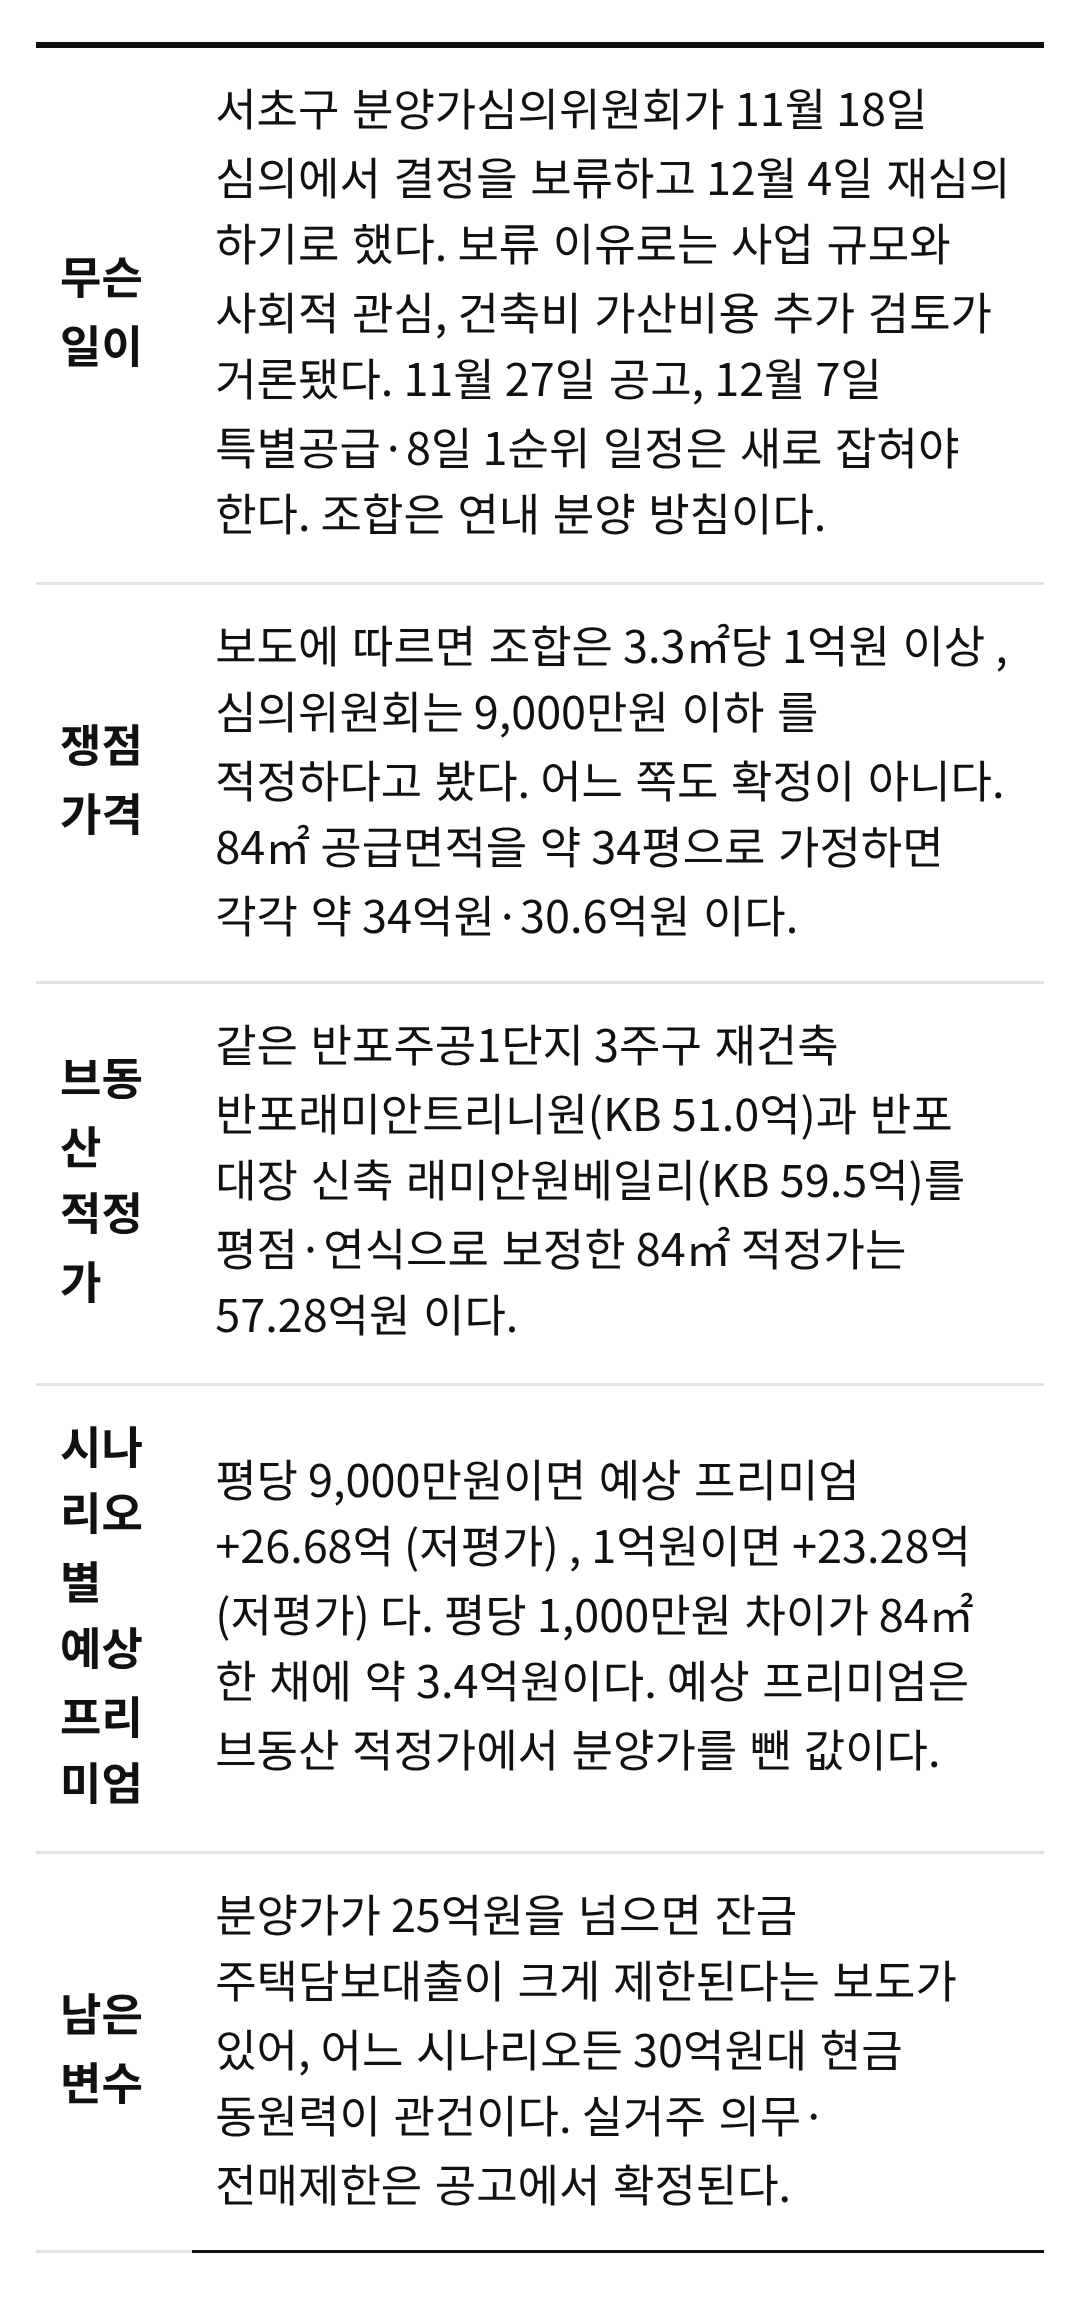 무슨
일이
서초구 분양가심의위원회가 11월 18일
심의에서 결정을 보류하고 12월 4일 재심의
하기로 했다. 보류 이유로는 사업 규모와
사회적 관심, 건축비 가산비용 추가 검토가
거론됐다. 11월 27일 공고, 12월 7일
특별공급·8일 1순위 일정은 새로 잡혀야
한다. 조합은 연내 분양 방침이다.
쟁점
가격
보도에 따르면 조합은 3.3㎡당 1억원 이상 ,
심의위원회는 9,000만원 이하 를
적정하다고 봤다. 어느 쪽도 확정이 아니다.
84㎡ 공급면적을 약 34평으로 가정하면
각각 약 34억원·30.6억원 이다.
브동
산
적정
가
같은 반포주공1단지 3주구 재건축
반포래미안트리니원(KB 51.0억)과 반포
대장 신축 래미안원베일리(KB 59.5억)를
평점·연식으로 보정한 84㎡ 적정가는
57.28억원 이다.
시나
리오
별
예상
프리
미엄
평당 9,000만원이면 예상 프리미엄
+26.68억 (저평가) , 1억원이면 +23.28억
(저평가) 다. 평당 1,000만원 차이가 84㎡
한 채에 약 3.4억원이다. 예상 프리미엄은
브동산 적정가에서 분양가를 뺀 값이다.
남은
변수
분양가가 25억원을 넘으면 잔금
주택담보대출이 크게 제한된다는 보도가
있어, 어느 시나리오든 30억원대 현금
동원력이 관건이다. 실거주 의무·
전매제한은 공고에서 확정된다.